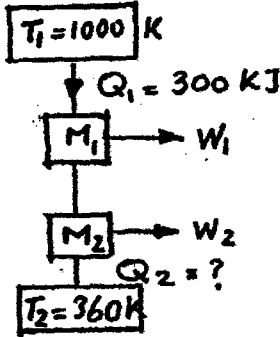 T₁=1000 K
Q₁ = 300 KJ
M₁ W₁
M₂ W₂
Q₂ = ?
T₂=360K